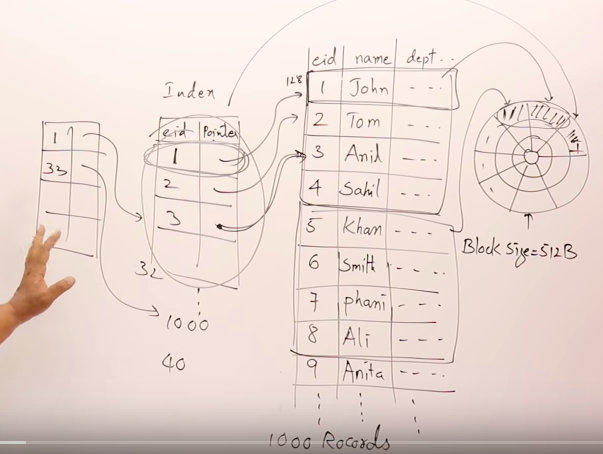 eid name dept..
Index
128
1 John - - -
eid Pointer
1
2 Tom - - -
1
33
3 Anil - - -
2
4 Sahil - - -
3
5 Khan - - -
Block Size=512B
32
6 Smith - - -
7 phani - - -
1000
8 Ali - - -
40
9 Anita - - -
1000 Rocords